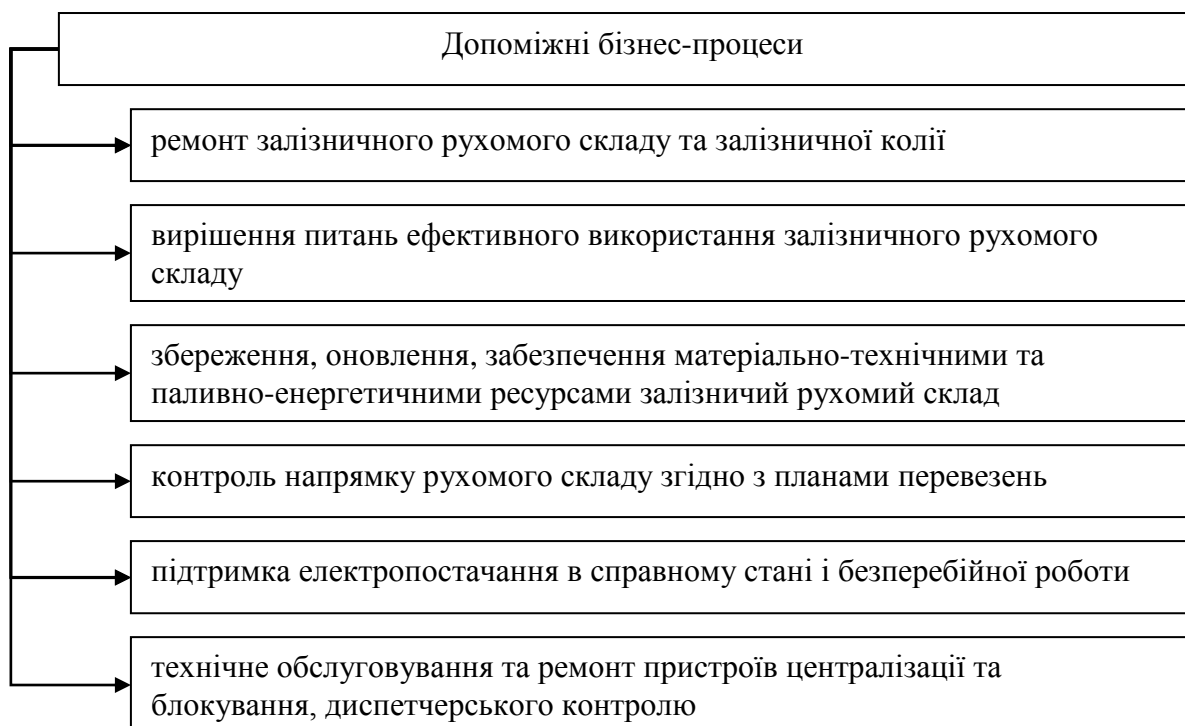 Допоміжні бізнес-процеси
ремонт залізничного рухомого складу та залізничної колії
вирішення питань ефективного використання залізничного рухомого
складу
збереження, оновлення, забезпечення матеріально-технічними та
паливно-енергетичними ресурсами залізничий рухомий склад
контроль напрямку рухомого складу згідно з планами перевезень
підтримка електропостачання в справному стані і безперебійної роботи
технічне обслуговування та ремонт пристроїв централізації та
блокування, диспетчерського контролю